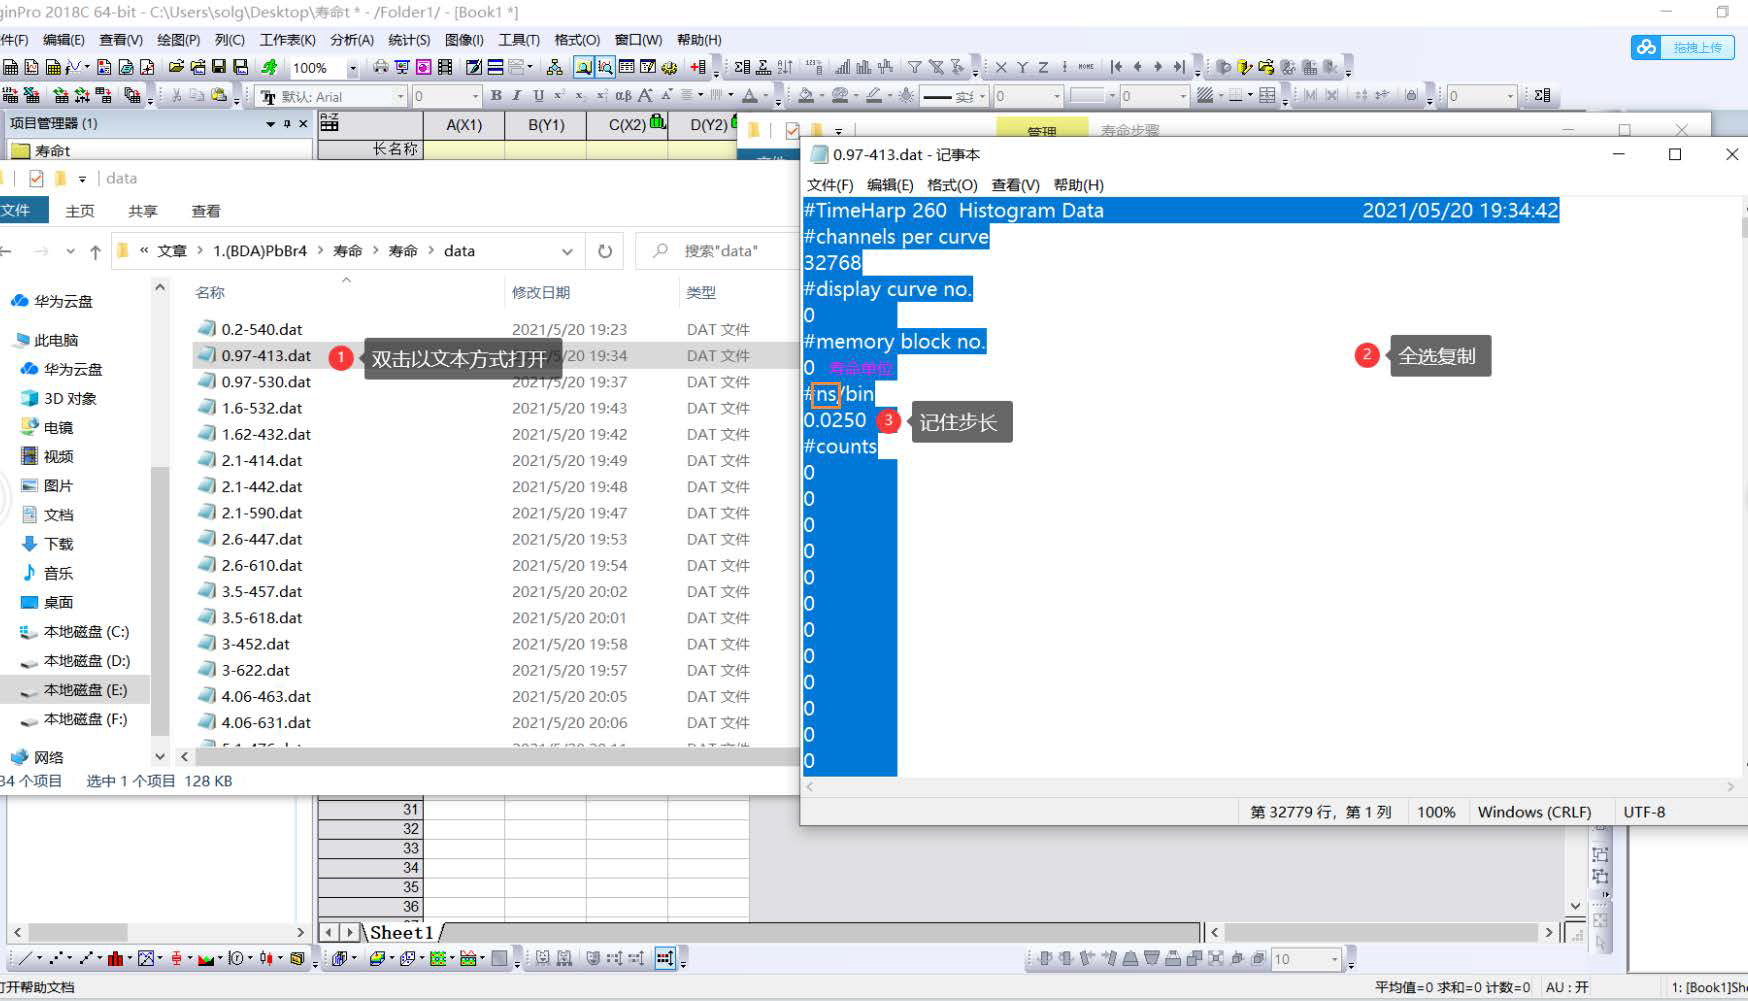 ginPro 2018C 64-bit - C:\Users\solg\Desktop\寿命t * - /Folder1/ - [Book1 *]
件(F) 编辑(E) 查看(V) 绘图(P) 列(C) 工作表(K) 分析(A) 统计(S) 图像(I) 工具(T) 格式(O) 窗口(W) 帮助(H)
拖拽上传
100%
默认: Arial 0 B I U 0 0 0
项目管理器 (1)
寿命t
A(X1) B(Y1) C(X2) D(Y2)
长名称
管理 寿命步骤
data
文件 主页 共享 查看
« 文章 › 1.(BDA)PbBr4 › 寿命 › 寿命 › data
搜索"data"
名称 修改日期 类型
华为云盘
此电脑
华为云盘
3D 对象
电镜
视频
图片
文档
下载
音乐
桌面
本地磁盘 (C:)
本地磁盘 (D:)
本地磁盘 (E:)
本地磁盘 (F:)
网络
0.2-540.dat 2021/5/20 19:23 DAT 文件
0.97-413.dat 2021/5/20 19:34 DAT 文件
1 双击以文本方式打开
0.97-530.dat 2021/5/20 19:37 DAT 文件
1.6-532.dat 2021/5/20 19:43 DAT 文件
1.62-432.dat 2021/5/20 19:42 DAT 文件
2.1-414.dat 2021/5/20 19:49 DAT 文件
2.1-442.dat 2021/5/20 19:48 DAT 文件
2.1-590.dat 2021/5/20 19:47 DAT 文件
2.6-447.dat 2021/5/20 19:53 DAT 文件
2.6-610.dat 2021/5/20 19:54 DAT 文件
3.5-457.dat 2021/5/20 20:02 DAT 文件
3.5-618.dat 2021/5/20 20:01 DAT 文件
3-452.dat 2021/5/20 19:58 DAT 文件
3-622.dat 2021/5/20 19:57 DAT 文件
4.06-463.dat 2021/5/20 20:05 DAT 文件
4.06-631.dat 2021/5/20 20:06 DAT 文件
34 个项目 选中 1 个项目 128 KB
0.97-413.dat - 记事本
文件(F) 编辑(E) 格式(O) 查看(V) 帮助(H)
#TimeHarp 260 Histogram Data 2021/05/20 19:34:42
#channels per curve
32768
#display curve no.
0
#memory block no.
0 寿命单位
#ns/bin
0.0250
3 记住步长
2 全选复制
#counts
0
0
0
0
0
0
0
0
0
0
0
0
第 32779 行，第 1 列 100% Windows (CRLF) UTF-8
31
32
33
34
35
36
Sheet1
10
打开帮助文档
平均值=0 求和=0 计数=0 AU : 开 1: [Book1]She